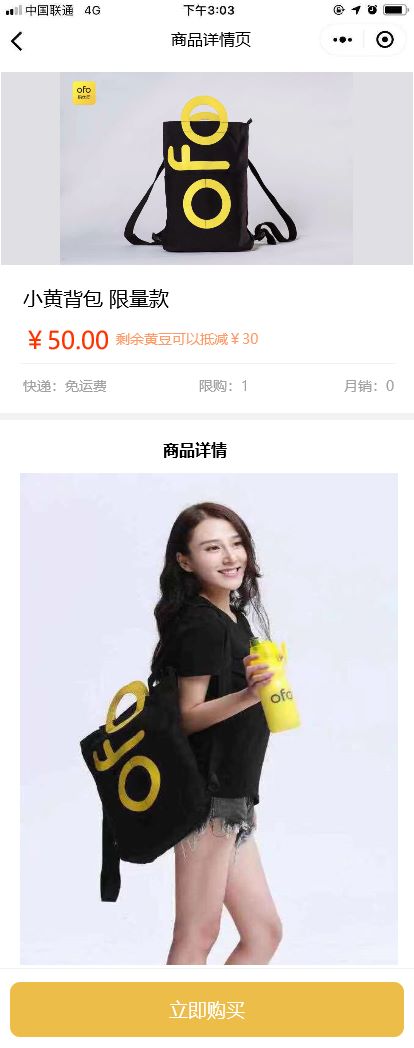 中国联通 4G 下午3:03
商品详情页
ofo
ofo
小黄背包 限量款
￥50.00 剩余黄豆可以抵减￥30
快递：免运费 限购：1 月销：0
商品详情
ofo
ofo
立即购买